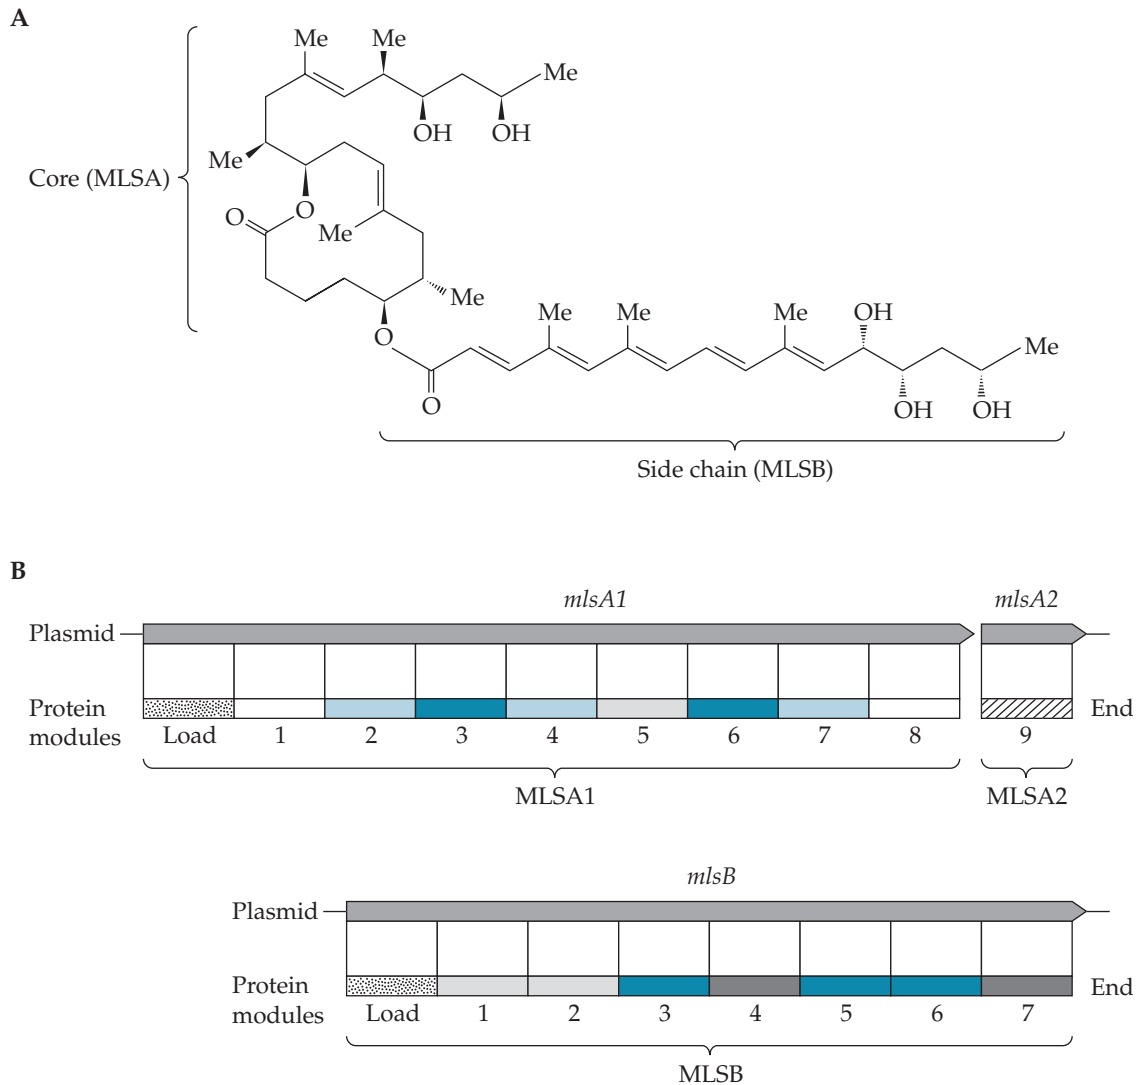 A
Me
Me
Me
OH
OH
Me
Core (MLSA)
O
O
Me
Me
Me
Me
Me
OH
O
Me
O
OH
OH
Side chain (MLSB)
B
mlsA1
mlsA2
Plasmid
Protein
modules
End
Load
1
2
3
4
5
6
7
8
9
MLSA1
MLSA2
mlsB
Plasmid
Protein
modules
End
Load
1
2
3
4
5
6
7
MLSB